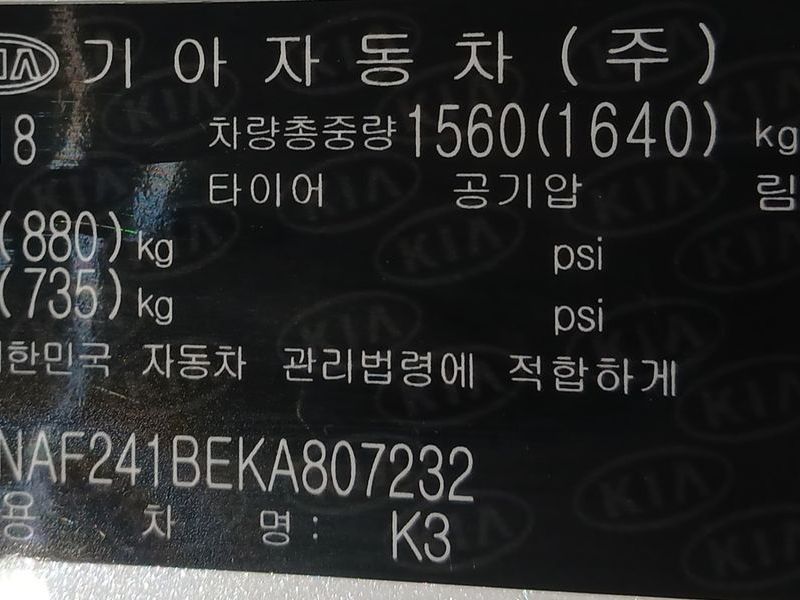 KIA 기아자동차(주)
8 차량총중량 1560(1640) kg
타이어 공기압 림
(880)kg psi
(735)kg psi
대한민국 자동차 관리법령에 적합하게
NAF241BEKA807232
용 차명: K3